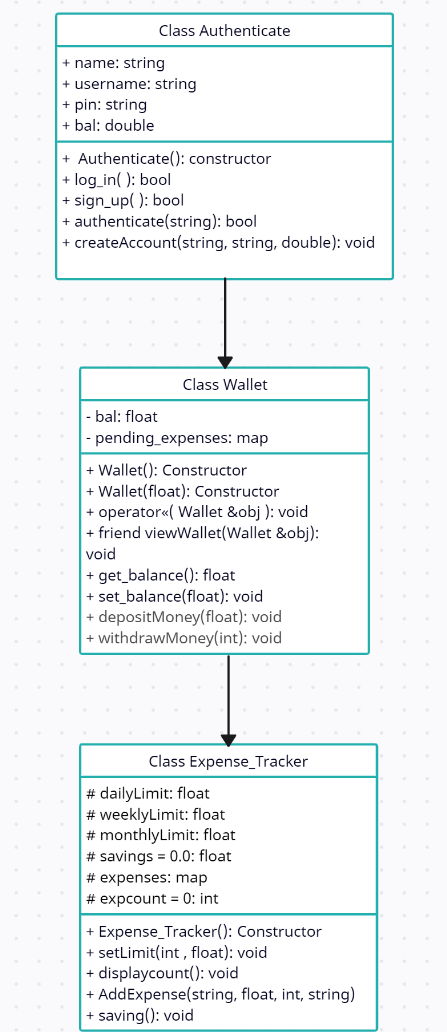 Class Authenticate
+ name: string
+ username: string
+ pin: string
+ bal: double
+  Authenticate(): constructor
+ log_in( ): bool
+ sign_up( ): bool
+ authenticate(string): bool
+ createAccount(string, string, double): void
Class Wallet
- bal: float
- pending_expenses: map
+ Wallet(): Constructor
+ Wallet(float): Constructor
+ operator«( Wallet &obj ): void
+ friend viewWallet(Wallet &obj):
void
+ get_balance(): float
+ set_balance(float): void
+ depositMoney(float): void
+ withdrawMoney(int): void
Class Expense_Tracker
# dailyLimit: float
# weeklyLimit: float
# monthlyLimit: float
# savings = 0.0: float
# expenses: map
# expcount = 0: int
+ Expense_Tracker(): Constructor
+ setLimit(int , float): void
+ displaycount(): void
+ AddExpense(string, float, int, string)
+ saving(): void